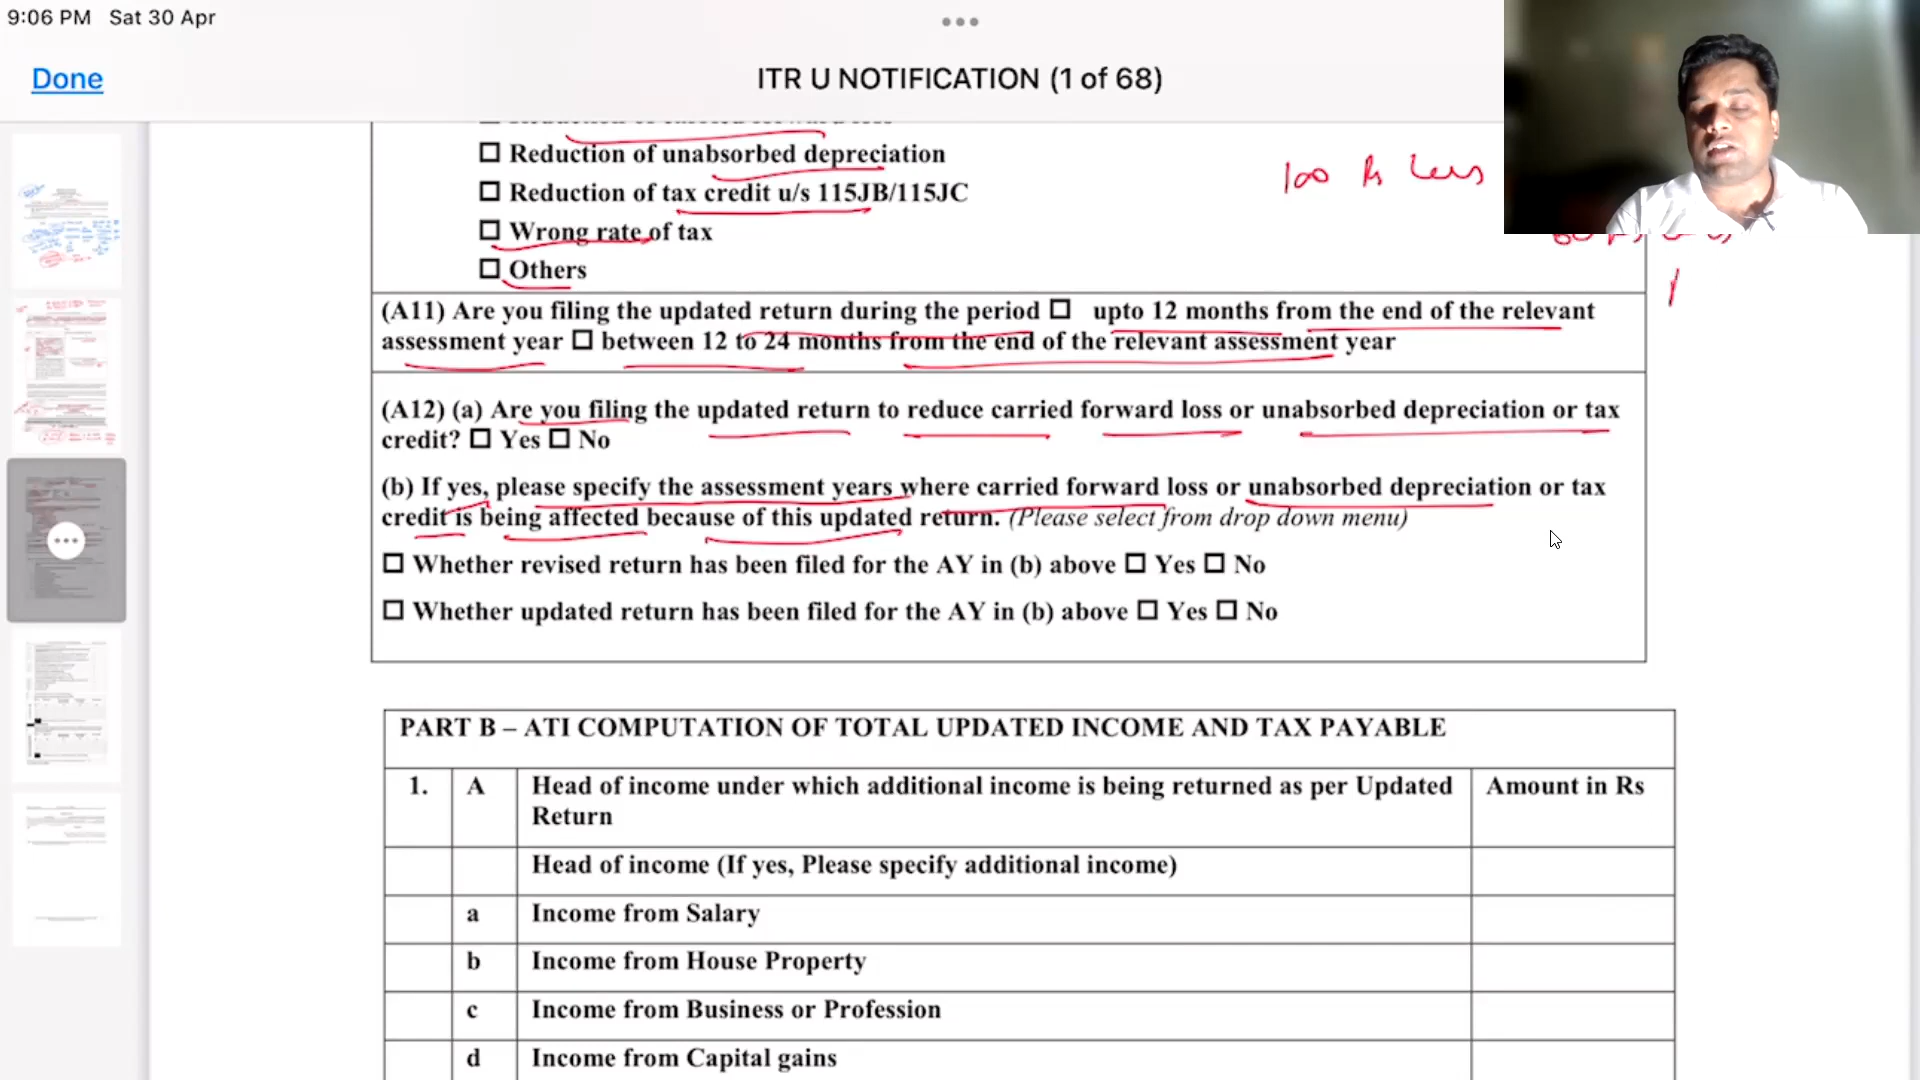 9:06 PM Sat 30 Apr
Done
ITR U NOTIFICATION (1 of 68)
Reduction of unabsorbed depreciation
Reduction of tax credit u/s 115JB/115JC
Wrong rate of tax
Others
100 Rs Less
(A11) Are you filing the updated return during the period upto 12 months from the end of the relevant
assessment year between 12 to 24 months from the end of the relevant assessment year
(A12) (a) Are you filing the updated return to reduce carried forward loss or unabsorbed depreciation or tax
credit? Yes No
(b) If yes, please specify the assessment years where carried forward loss or unabsorbed depreciation or tax
credit is being affected because of this updated return. (Please select from drop down menu)
Whether revised return has been filed for the AY in (b) above Yes No
Whether updated return has been filed for the AY in (b) above Yes No
PART B – ATI COMPUTATION OF TOTAL UPDATED INCOME AND TAX PAYABLE
1. A Head of income under which additional income is being returned as per Updated Amount in Rs
Return
Head of income (If yes, Please specify additional income)
a Income from Salary
b Income from House Property
c Income from Business or Profession
d Income from Capital gains